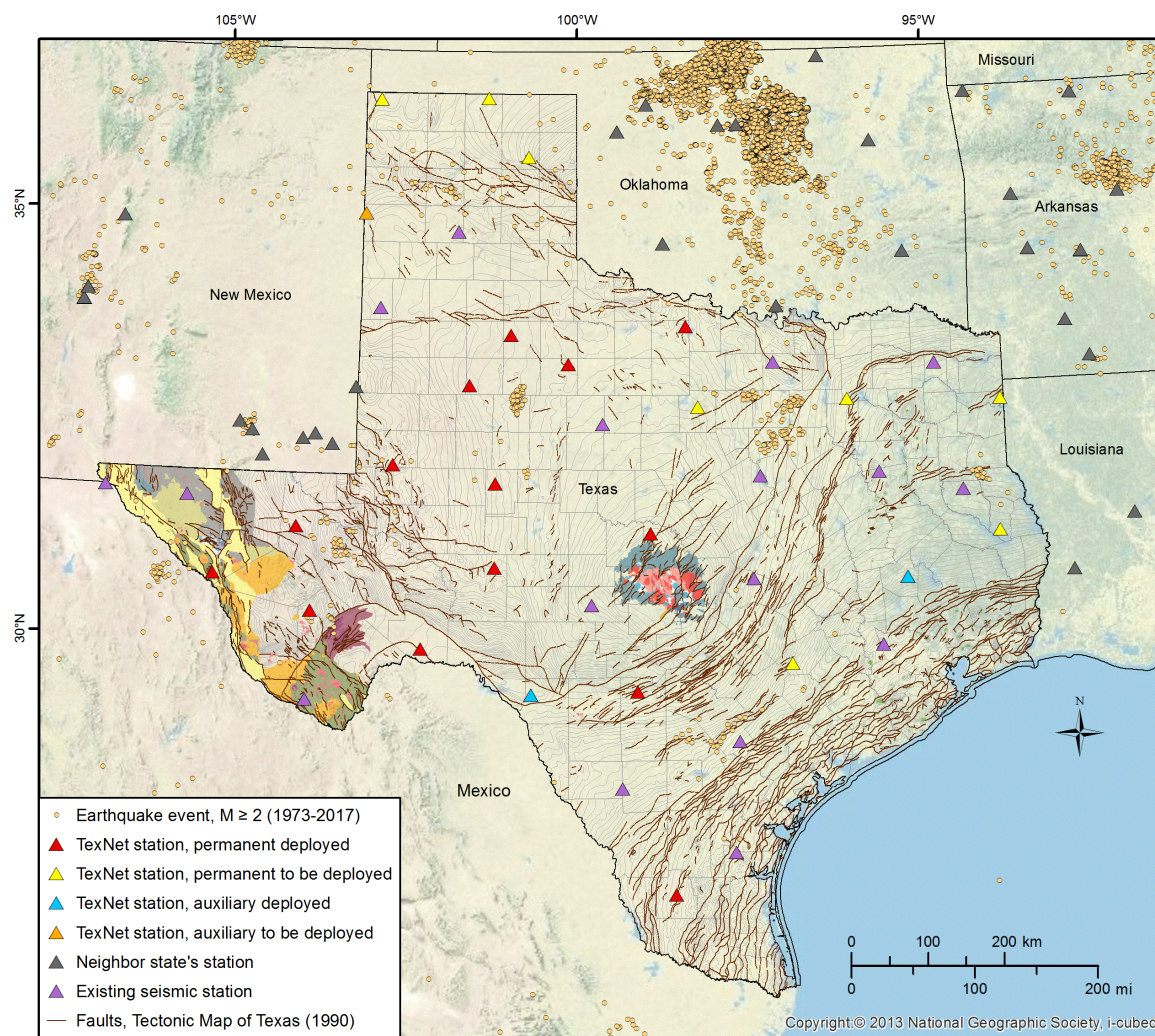 105°W 100°W 95°W
Missouri
35°N
Oklahoma
Arkansas
New Mexico
Louisiana
Texas
30°N
N
Mexico
Earthquake event, M ≥ 2 (1973-2017)
TexNet station, permanent deployed
TexNet station, permanent to be deployed
TexNet station, auxiliary deployed
TexNet station, auxiliary to be deployed
Neighbor state's station
Existing seismic station
Faults, Tectonic Map of Texas (1990)
0 100 200 km
0 100 200 mi
Copyright:© 2013 National Geographic Society, i-cubed